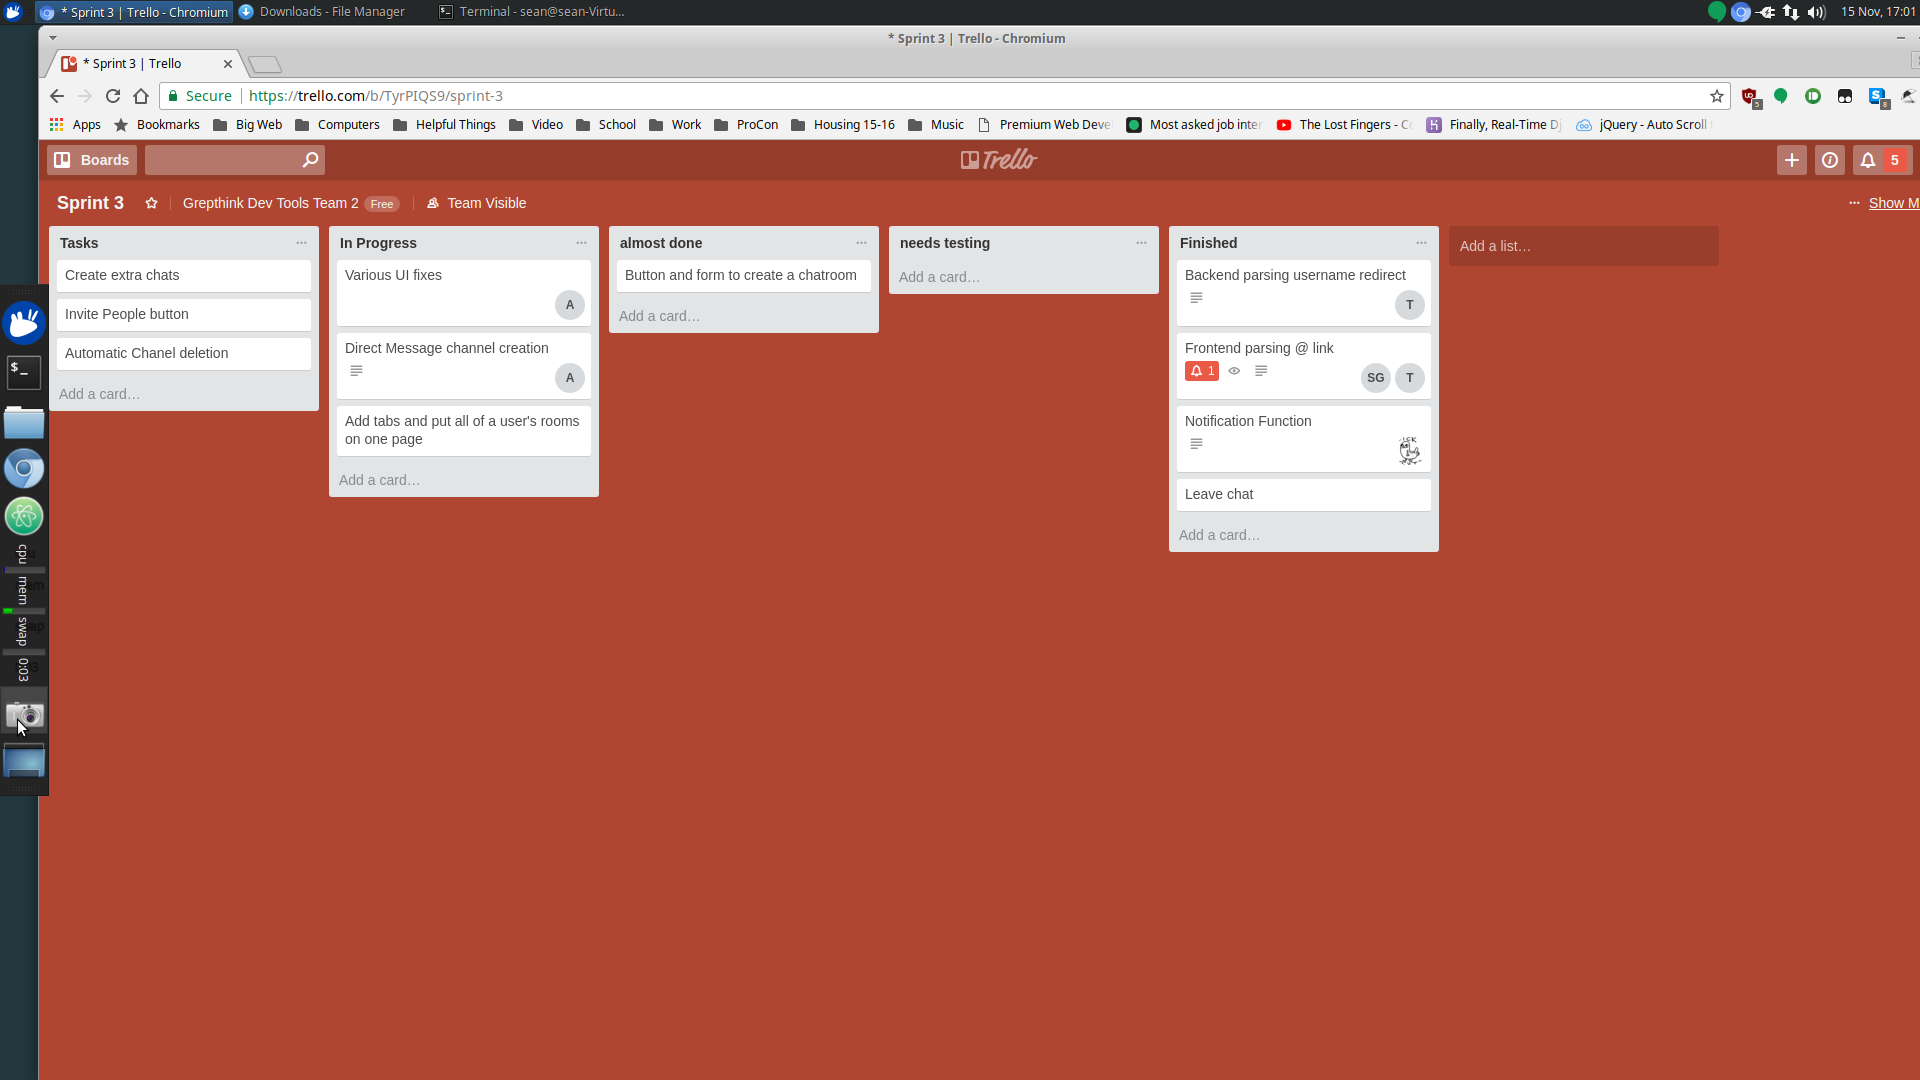 * Sprint 3 | Trello - Chromium
Downloads - File Manager
Terminal - sean@sean-Virtu...
15 Nov, 17:01
* Sprint 3 | Trello - Chromium
* Sprint 3 | Trello
Secure
https://trello.com/b/TyrPIQS9/sprint-3
5
8
Apps
Bookmarks
Big Web
Computers
Helpful Things
Video
School
Work
ProCon
Housing 15-16
Music
Premium Web Deve
Most asked job inter
The Lost Fingers - C
Finally, Real-Time Dj
jQuery - Auto Scroll t
Boards
Trello
5
Sprint 3
Grepthink Dev Tools Team 2
Free
Team Visible
Show M
Tasks
Create extra chats
Invite People button
Automatic Chanel deletion
Add a card…
In Progress
Various UI fixes
A
Direct Message channel creation
A
Add tabs and put all of a user's rooms
on one page
Add a card…
almost done
Button and form to create a chatroom
Add a card…
needs testing
Add a card…
Finished
Backend parsing username redirect
T
Frontend parsing @ link
1
SG
T
Notification Function
Leave chat
Add a card…
Add a list…
$_
cpu
mem
swap
0:03